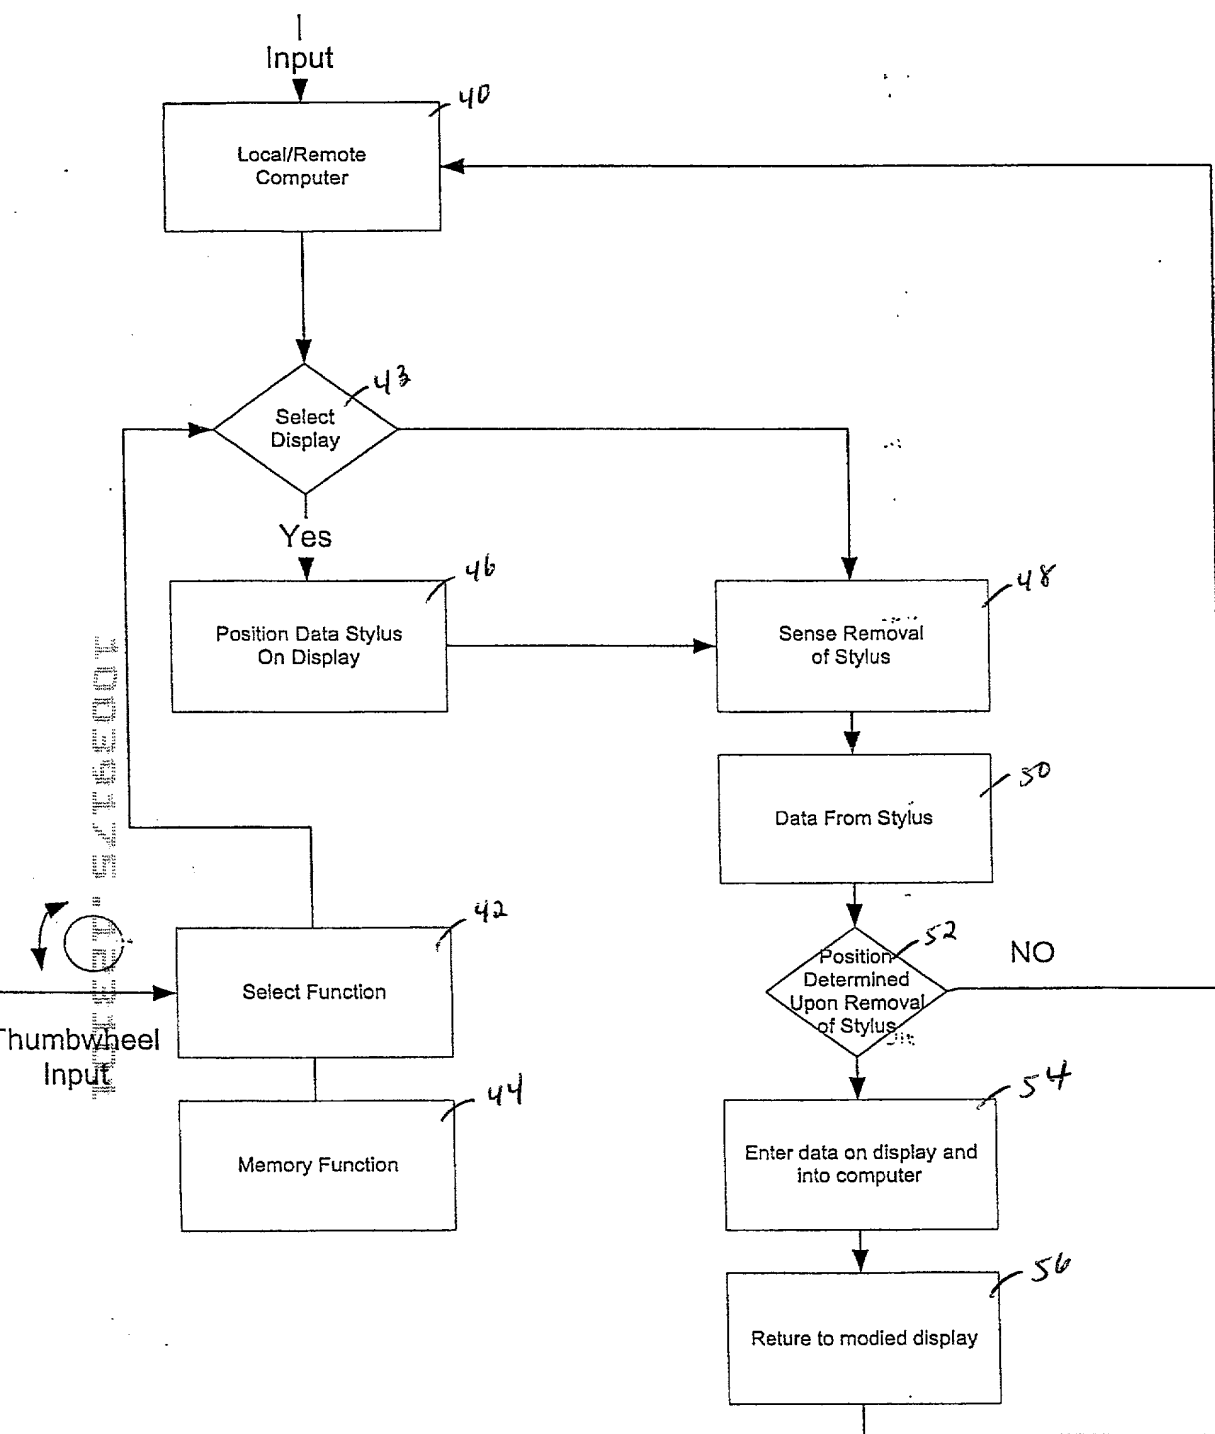 Input
40
Local/Remote
Computer
43
Select
Display
Yes
46
Position Data Stylus
On Display
48
Sense Removal
of Stylus
50
Data From Stylus
42
Select Function
Thumbwheel
Input
52
Position
Determined
Upon Removal
of Stylus
NO
44
Memory Function
54
Enter data on display and
into computer
56
Reture to modied display